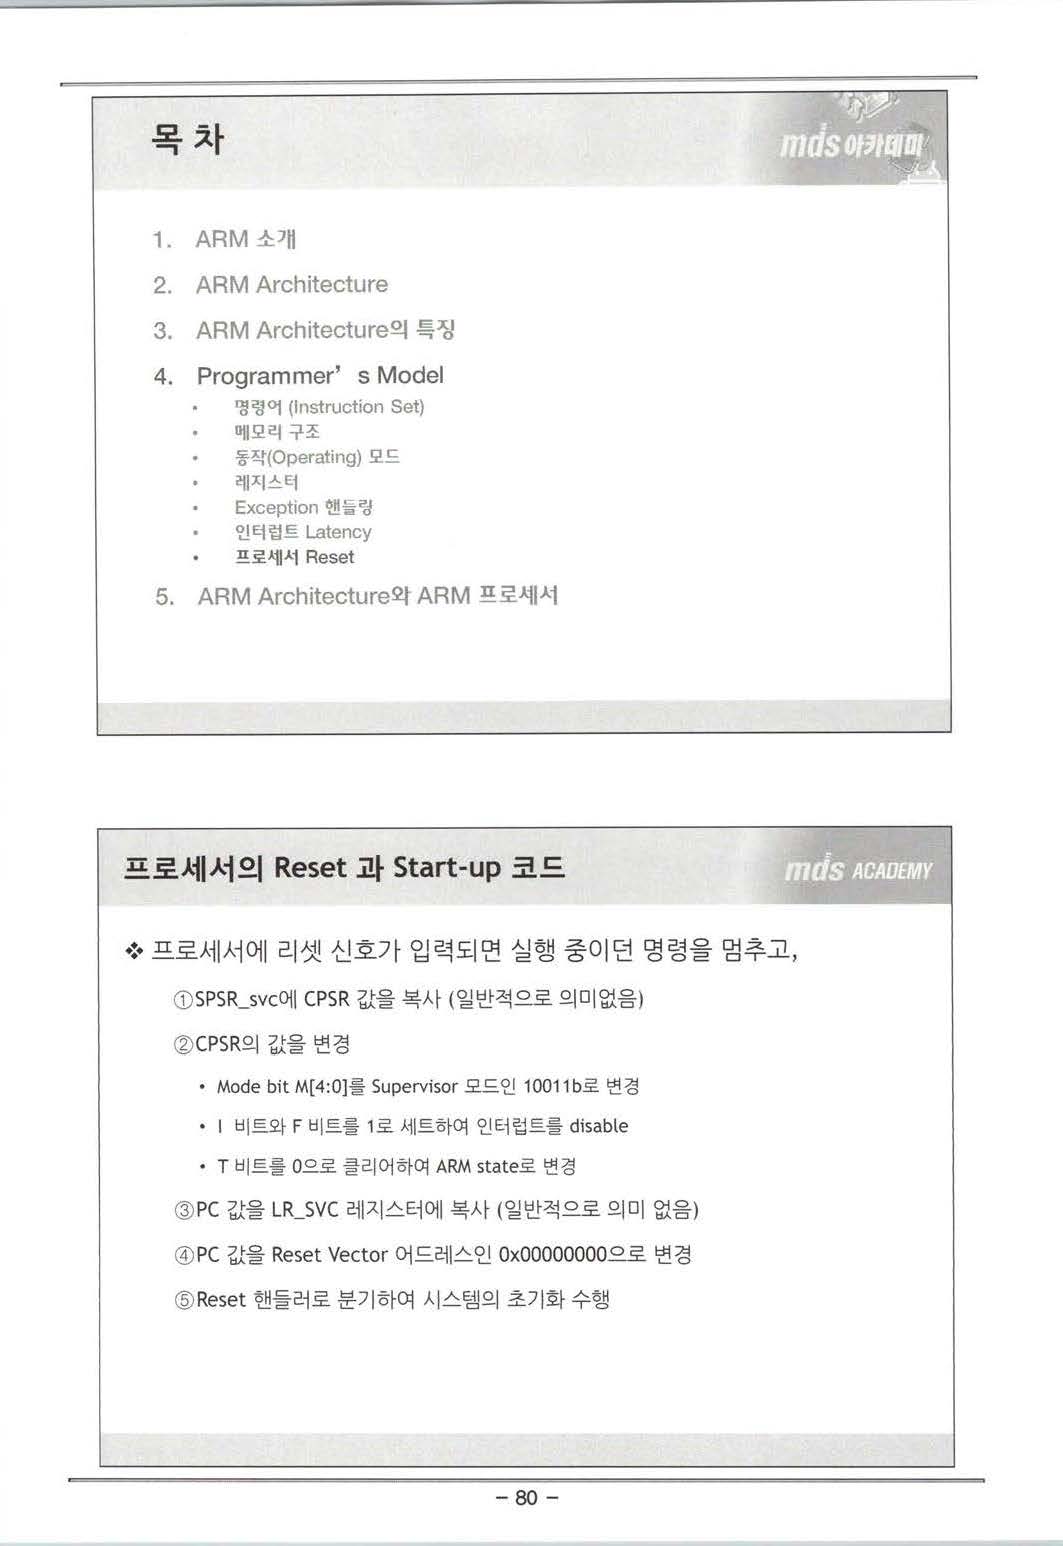 목 차
mds 아카데미
1. ARM 소개
2. ARM Architecture
3. ARM Architecture의 특징
4. Programmer’ s Model
• 명령어 (Instruction Set)
• 메모리 구조
• 동작(Operating) 모드
• 레지스터
• Exception 핸들링
• 인터럽트 Latency
• 프로세서 Reset
5. ARM Architecture와 ARM 프로세서
프로세서의 Reset 과 Start-up 코드
mds ACADEMY
❖ 프로세서에 리셋 신호가 입력되면 실행 중이던 명령을 멈추고,
①SPSR_svc에 CPSR 값을 복사 (일반적으로 의미없음)
②CPSR의 값을 변경
• Mode bit M[4:0]를 Supervisor 모드인 10011b로 변경
• I 비트와 F 비트를 1로 세트하여 인터럽트를 disable
• T 비트를 0으로 클리어하여 ARM state로 변경
③PC 값을 LR_SVC 레지스터에 복사 (일반적으로 의미 없음)
④PC 값을 Reset Vector 어드레스인 0x00000000으로 변경
⑤Reset 핸들러로 분기하여 시스템의 초기화 수행
- 80 -